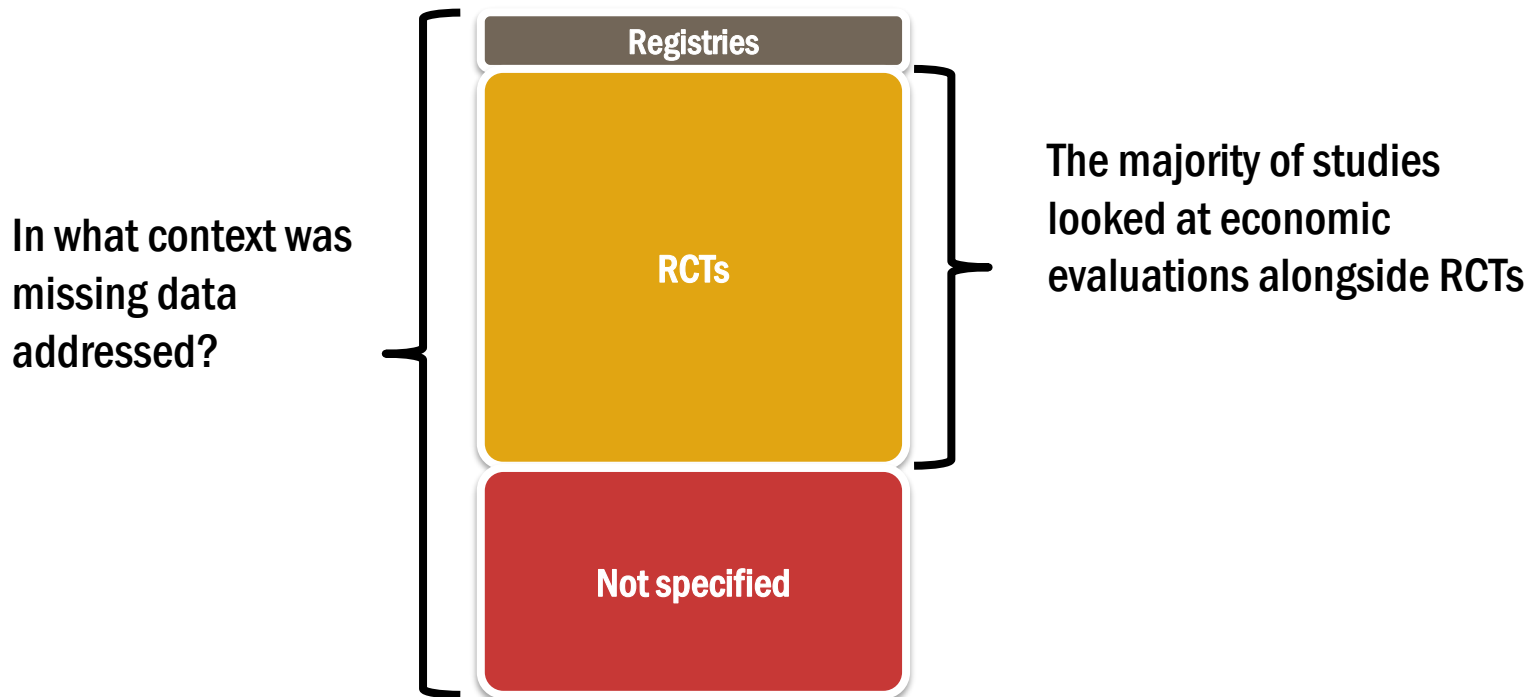 In what context was
missing data
addressed?
Registries
RCTs
Not specified
The majority of studies
looked at economic
evaluations alongside RCTs